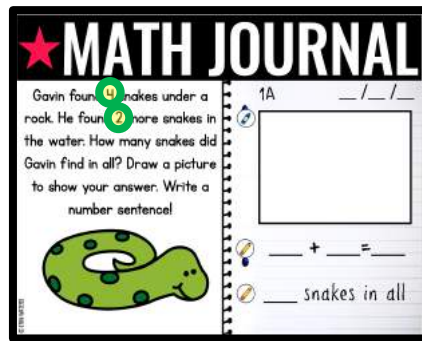 MATH JOURNAL
Gavin found 4 snakes under a
rock. He found 2 more snakes in
the water. How many snakes did
Gavin find in all? Draw a picture
to show your answer. Write a
number sentence!
1A __/__/__
___ + ___=___
___ snakes in all